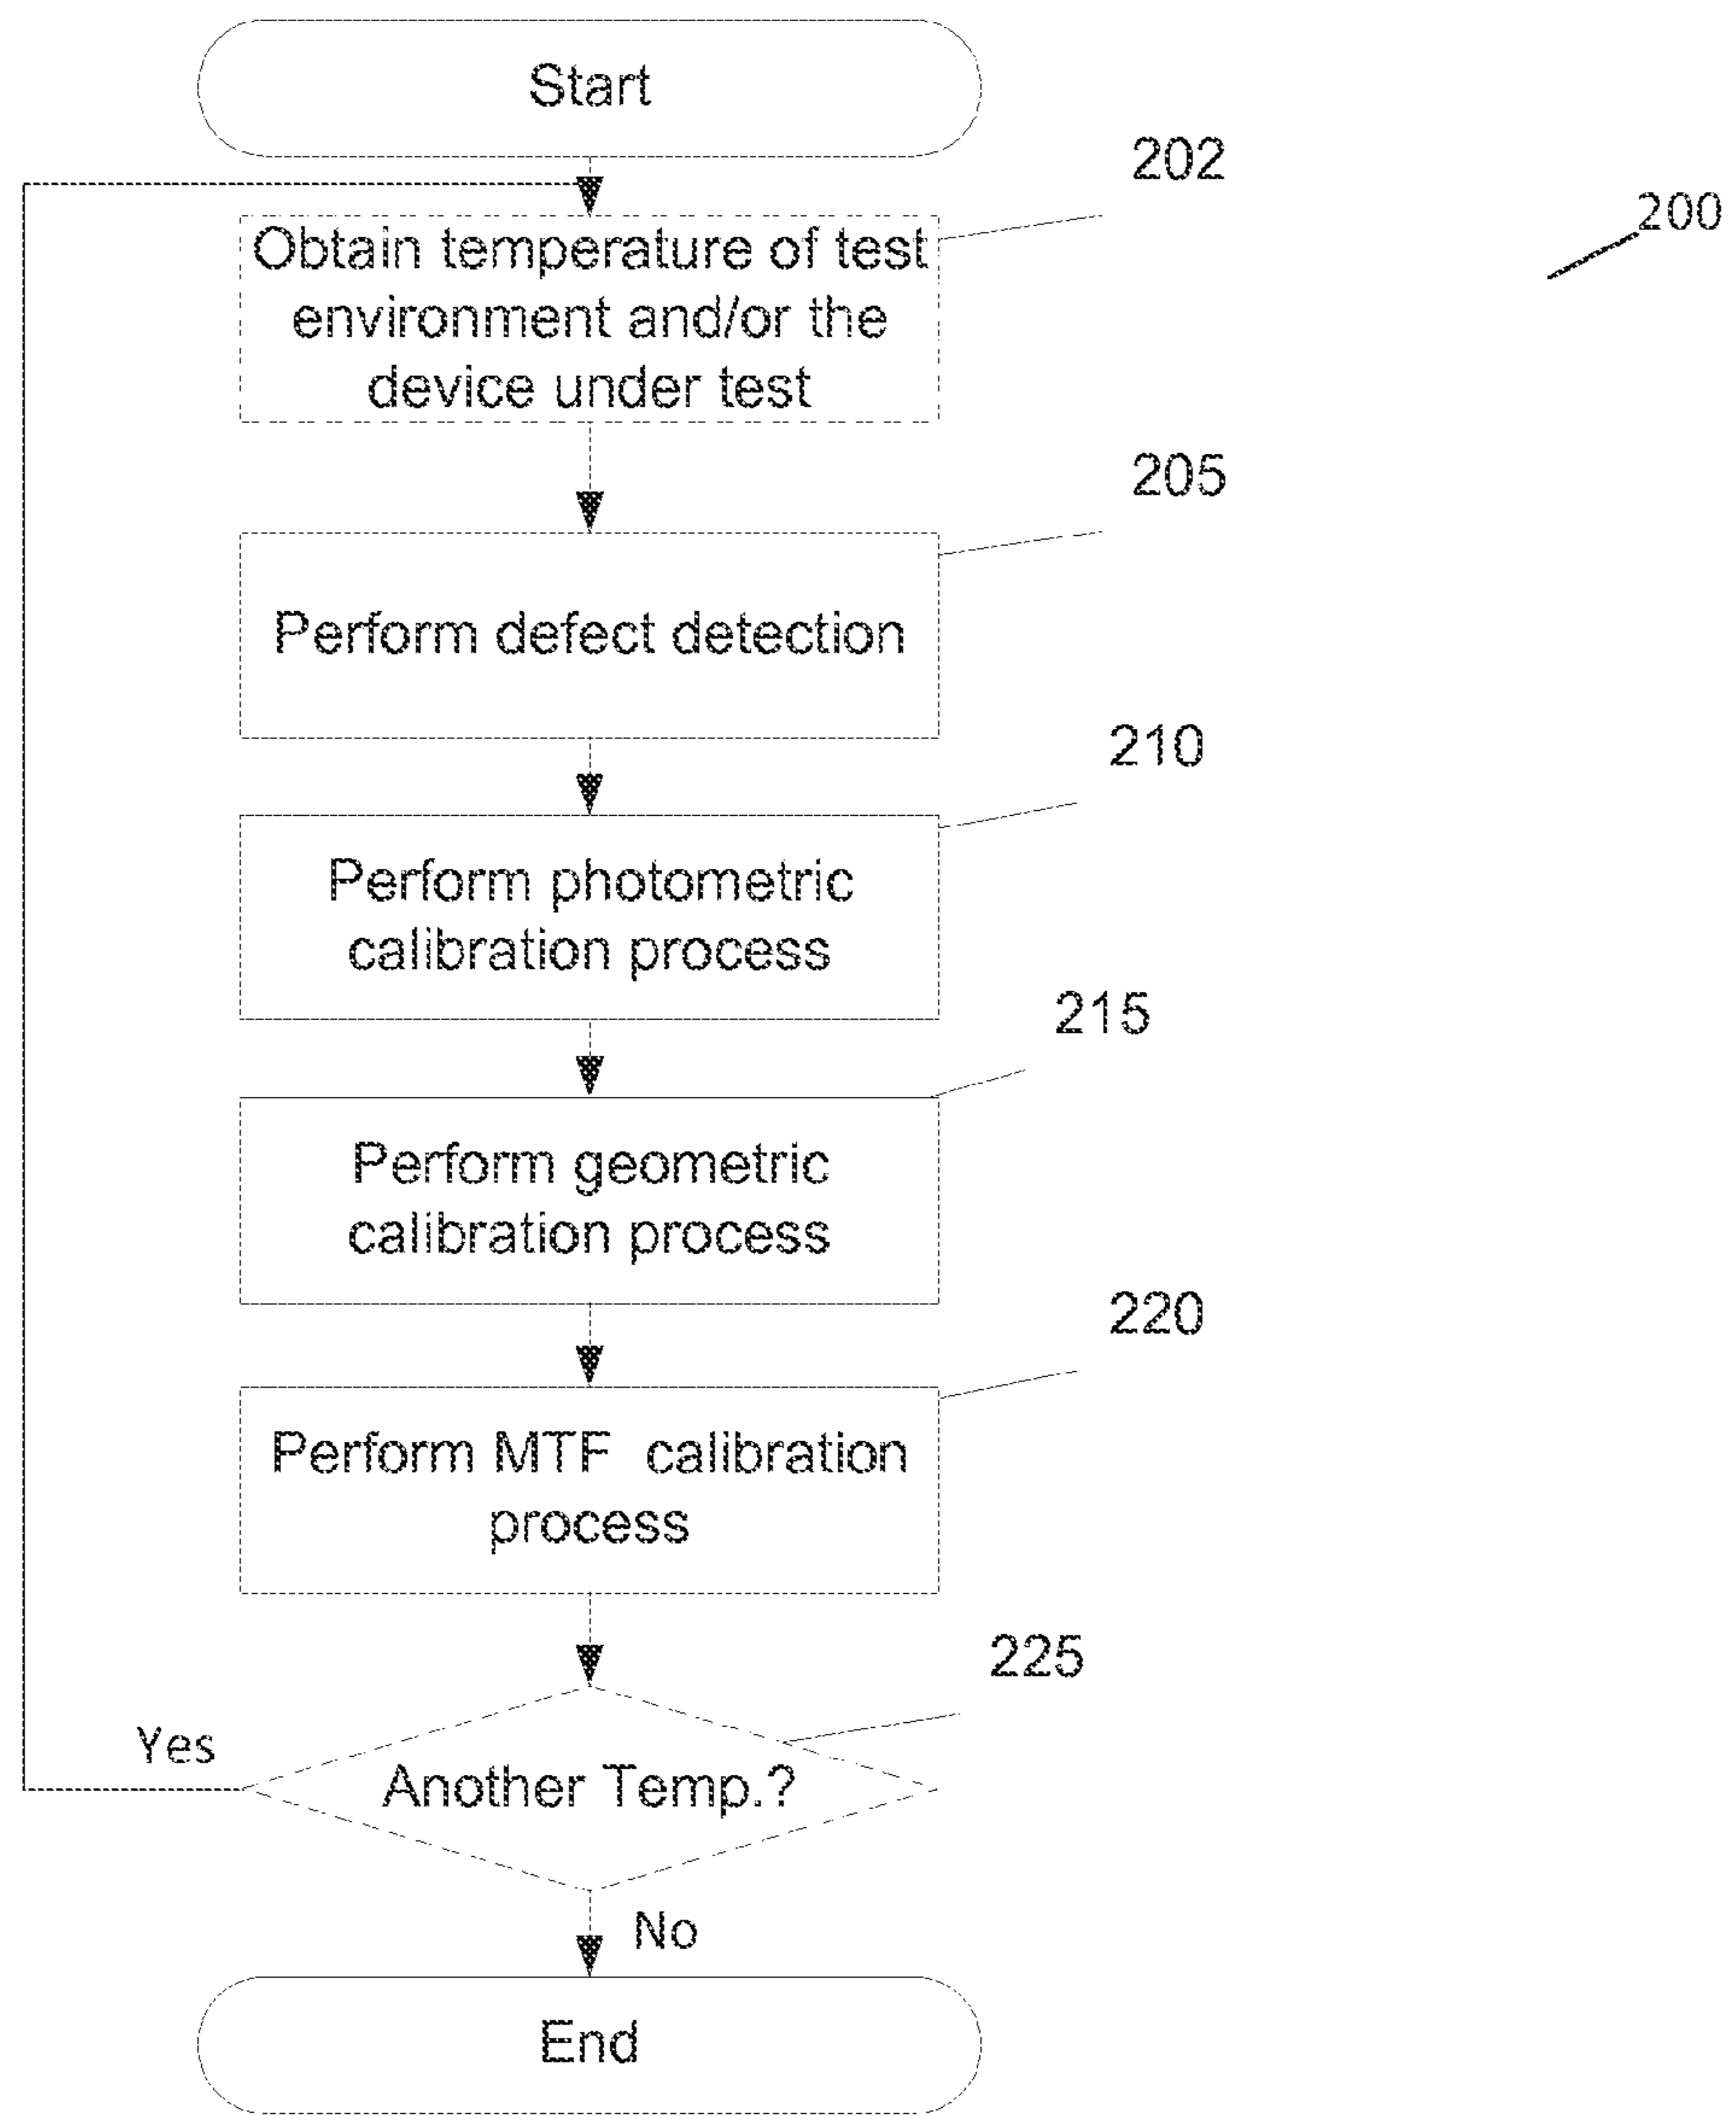 Start
202
200
Obtain temperature of test
environment and/or the
device under test
205
Perform defect detection
210
Perform photometric
calibration process
215
Perform geometric
calibration process
220
Perform MTF calibration
process
225
Yes
Another Temp.?
No
End